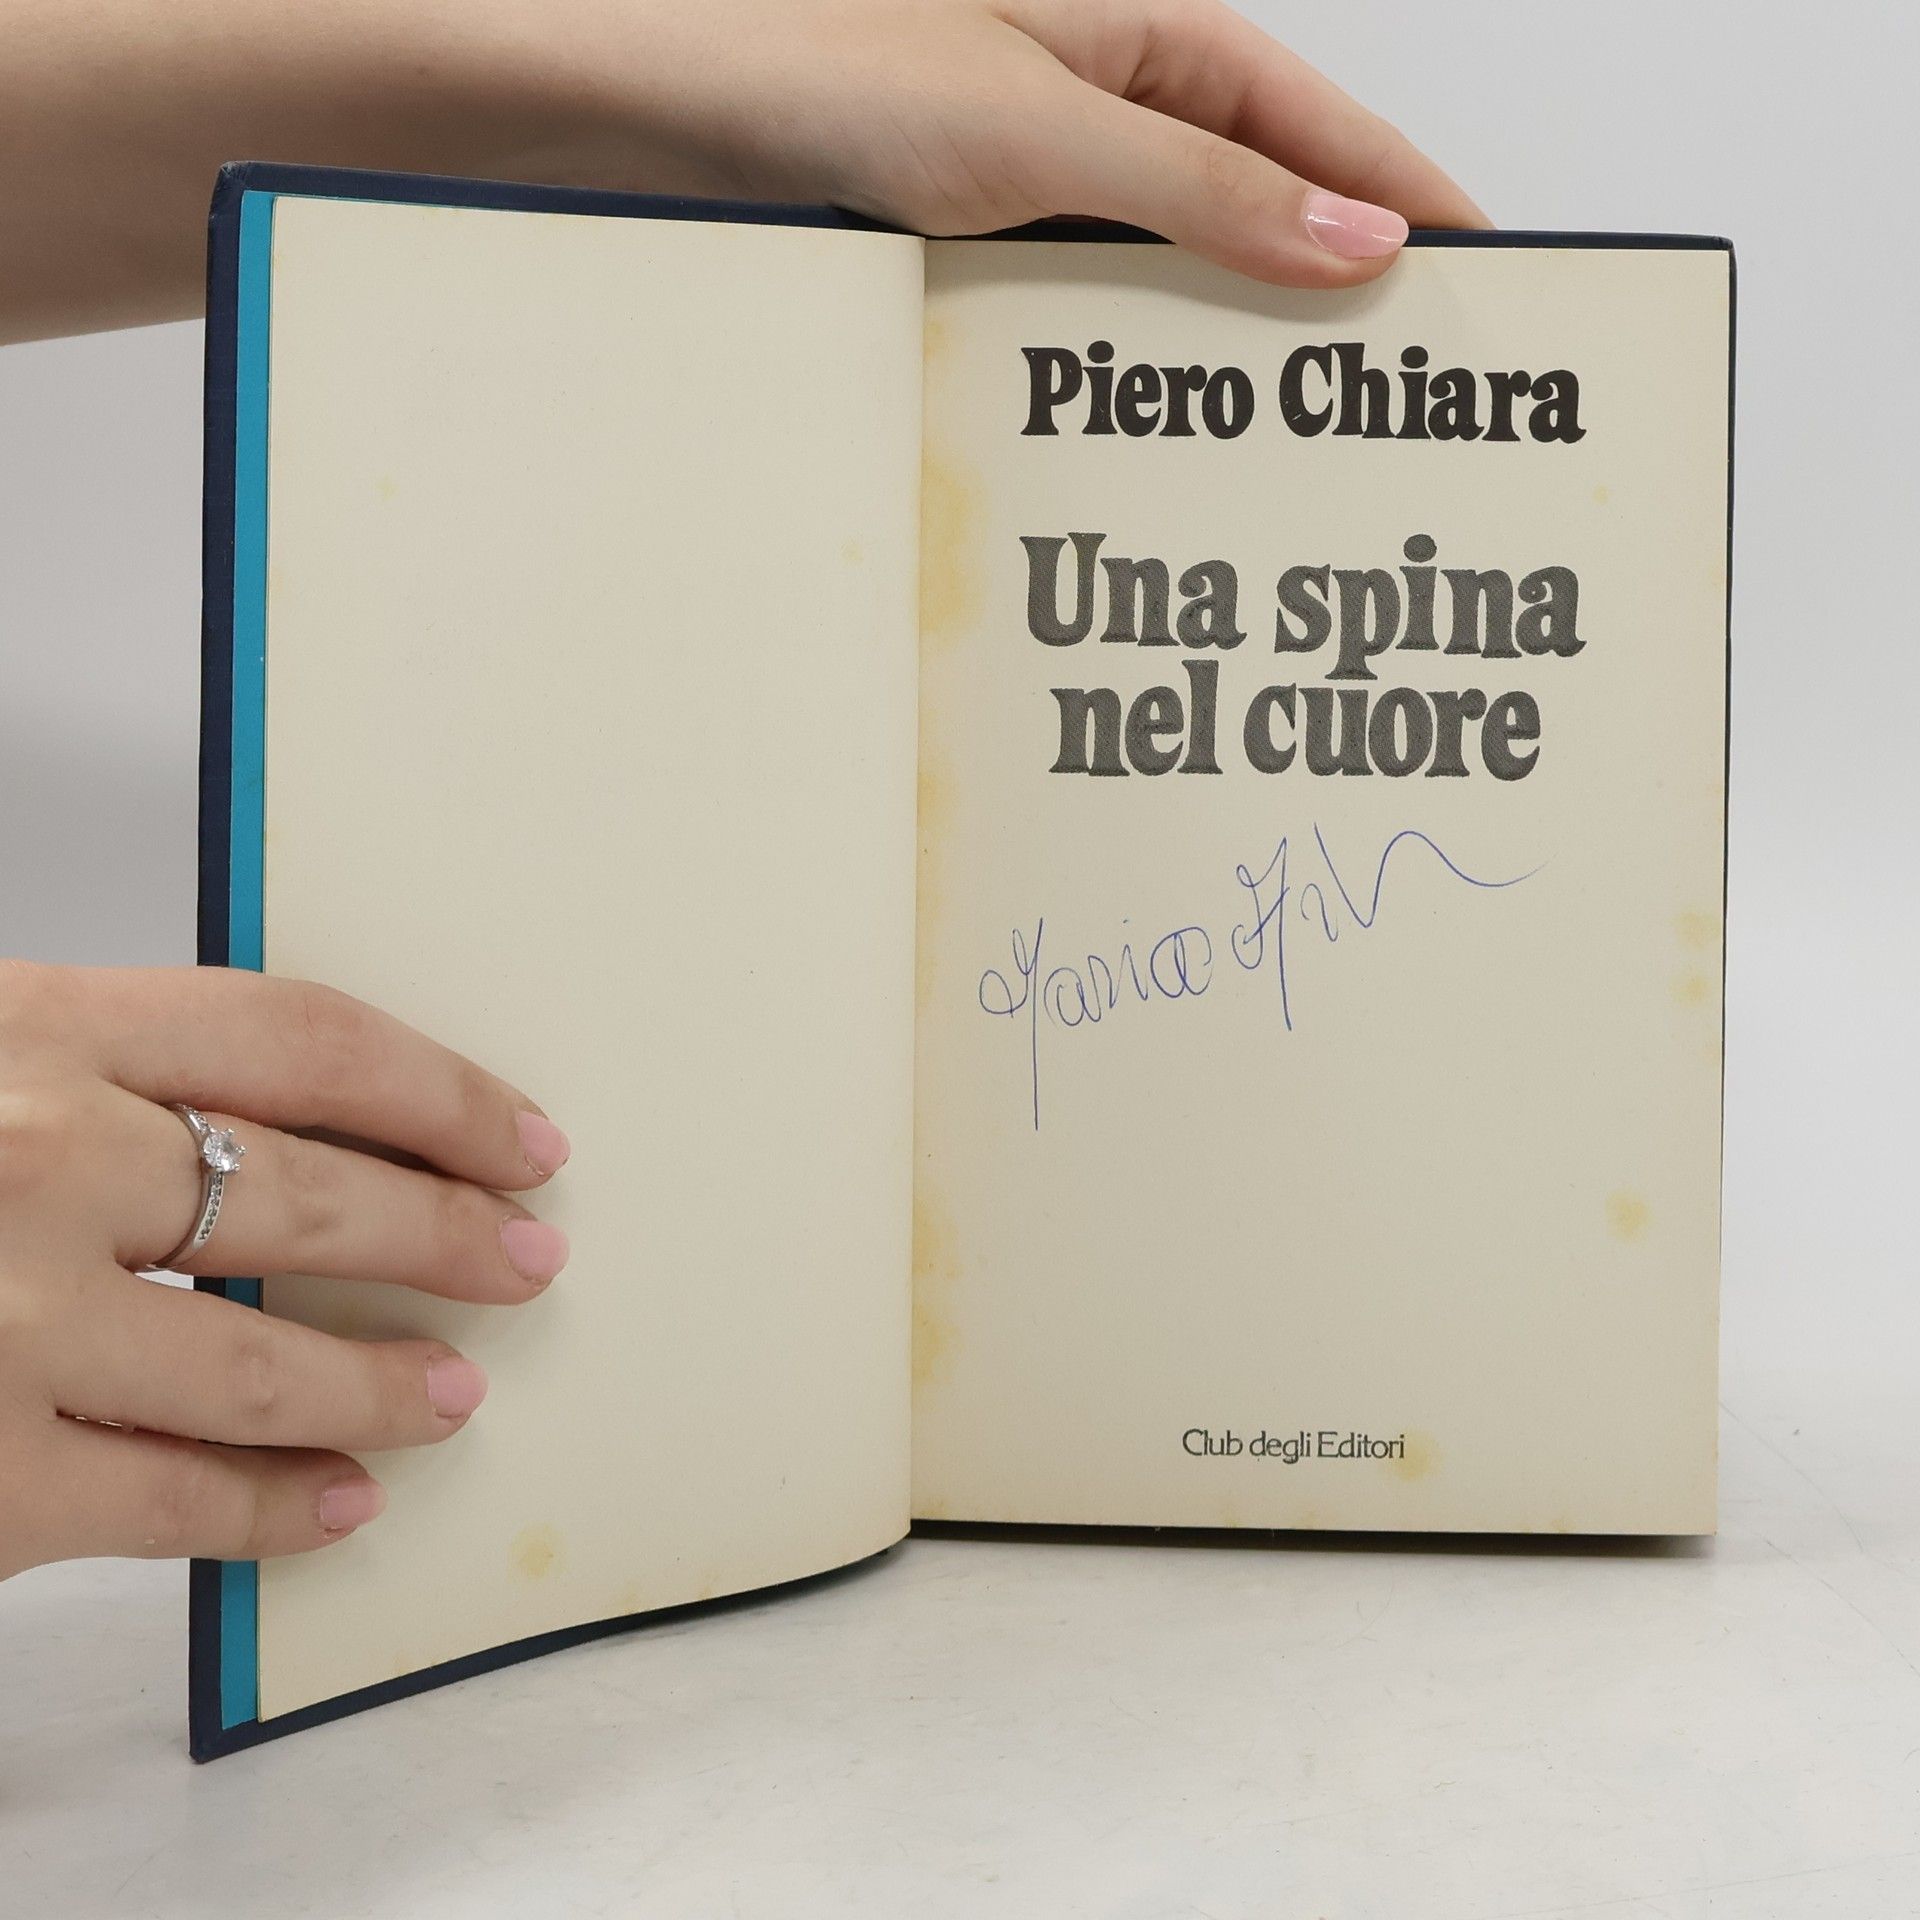 Piero Chiara
Una spina
nel cuore
Maria
Club degli Editori